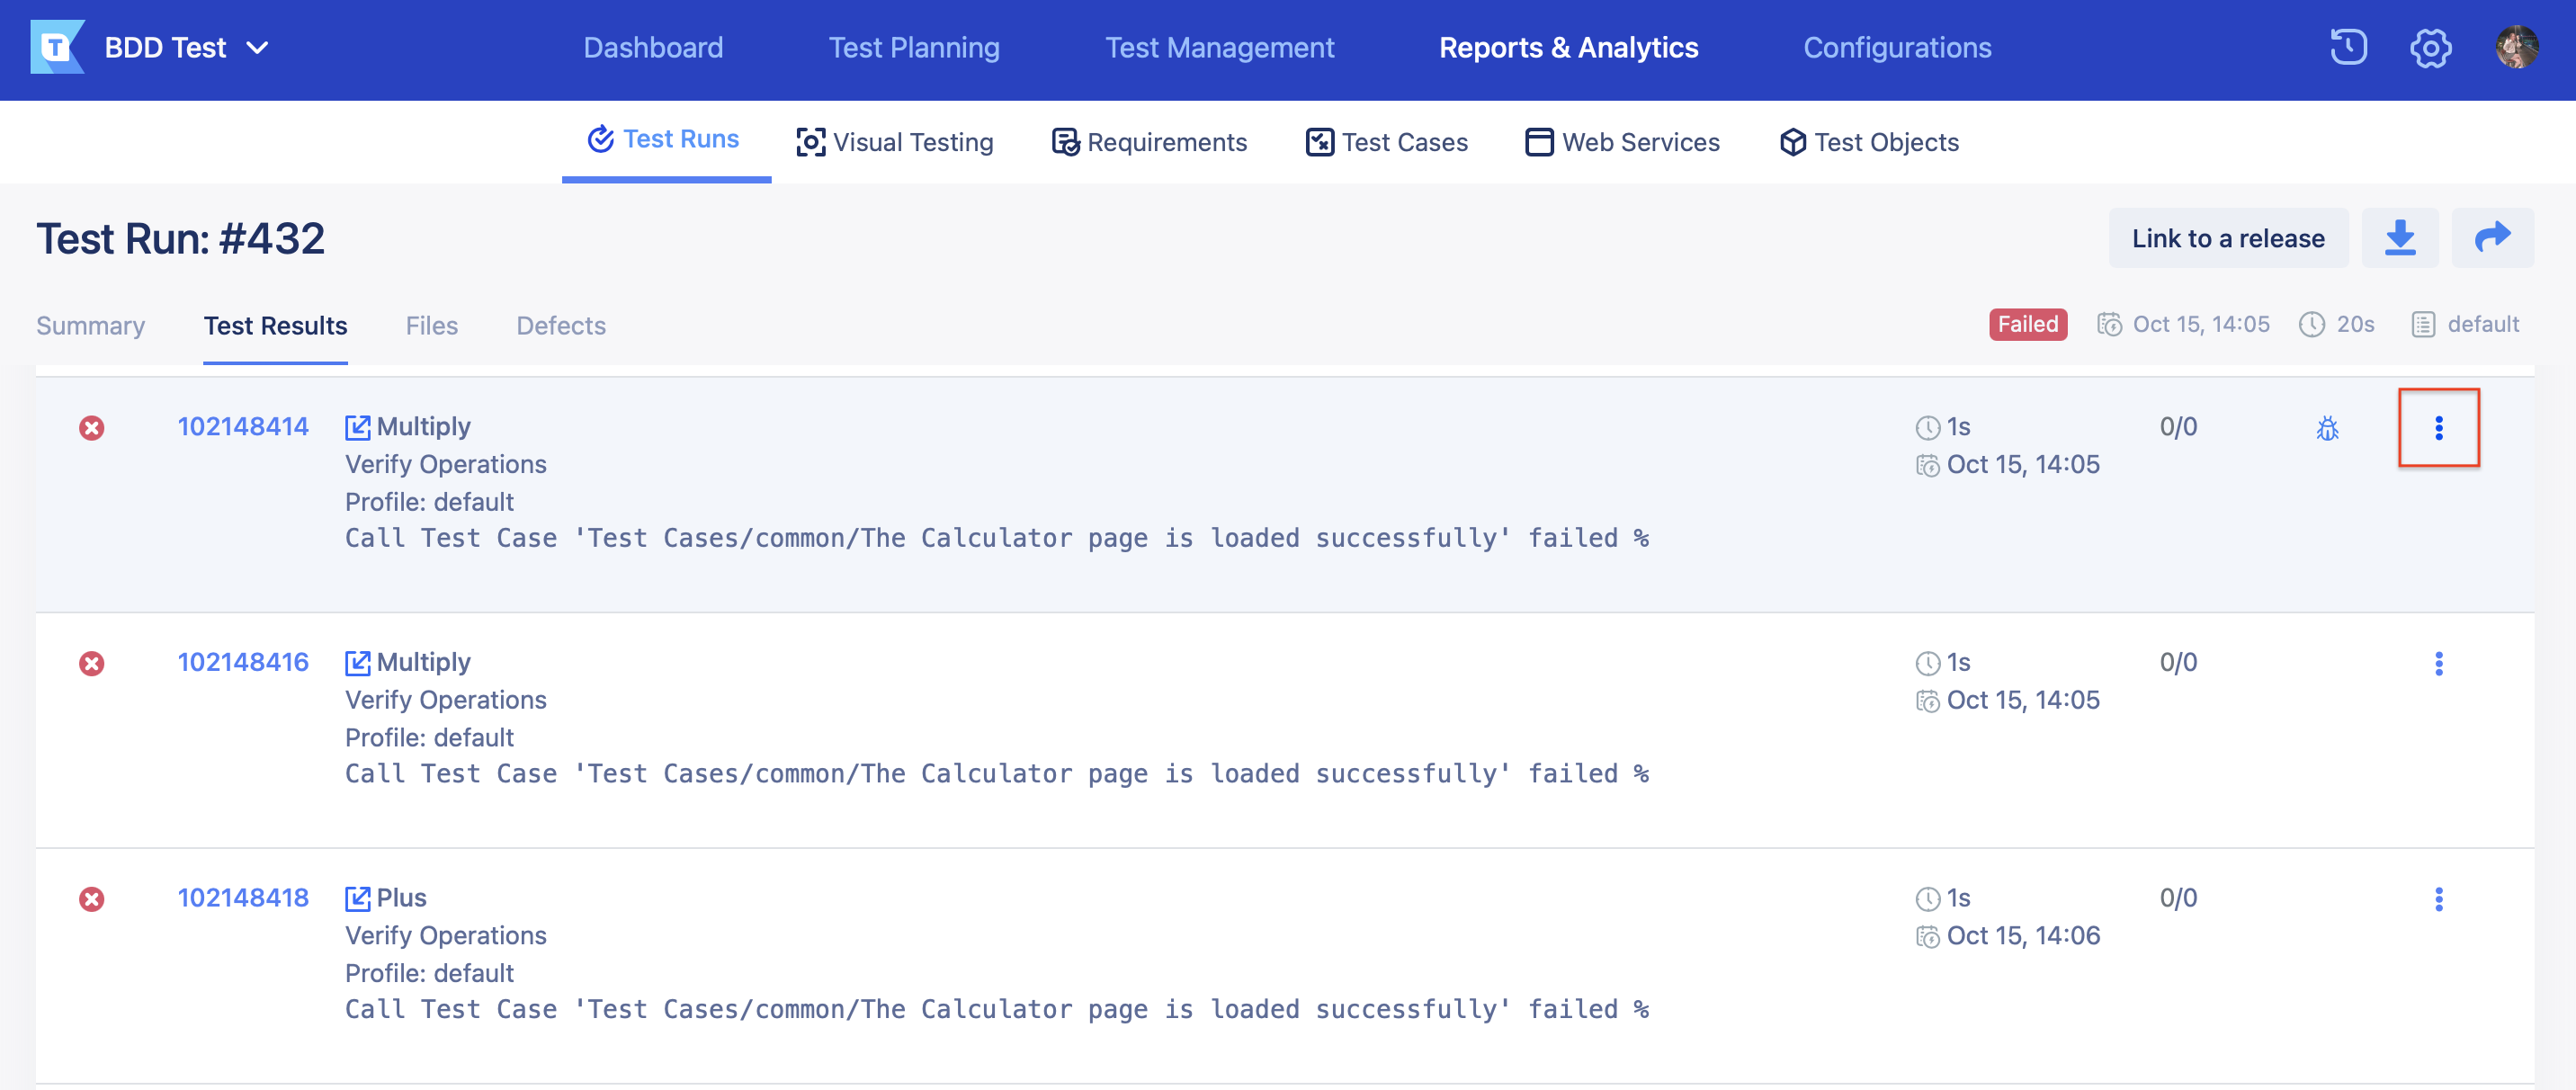 T BDD Test Dashboard Test Planning Test Management Reports & Analytics Configurations
Test Runs Visual Testing Requirements Test Cases Web Services Test Objects
Test Run: #432 Link to a release
Summary Test Results Files Defects Failed Oct 15, 14:05 20s default
102148414 Multiply 1s 0/0
Verify Operations Oct 15, 14:05
Profile: default
Call Test Case 'Test Cases/common/The Calculator page is loaded successfully' failed %
102148416 Multiply 1s 0/0
Verify Operations Oct 15, 14:05
Profile: default
Call Test Case 'Test Cases/common/The Calculator page is loaded successfully' failed %
102148418 Plus 1s 0/0
Verify Operations Oct 15, 14:06
Profile: default
Call Test Case 'Test Cases/common/The Calculator page is loaded successfully' failed %